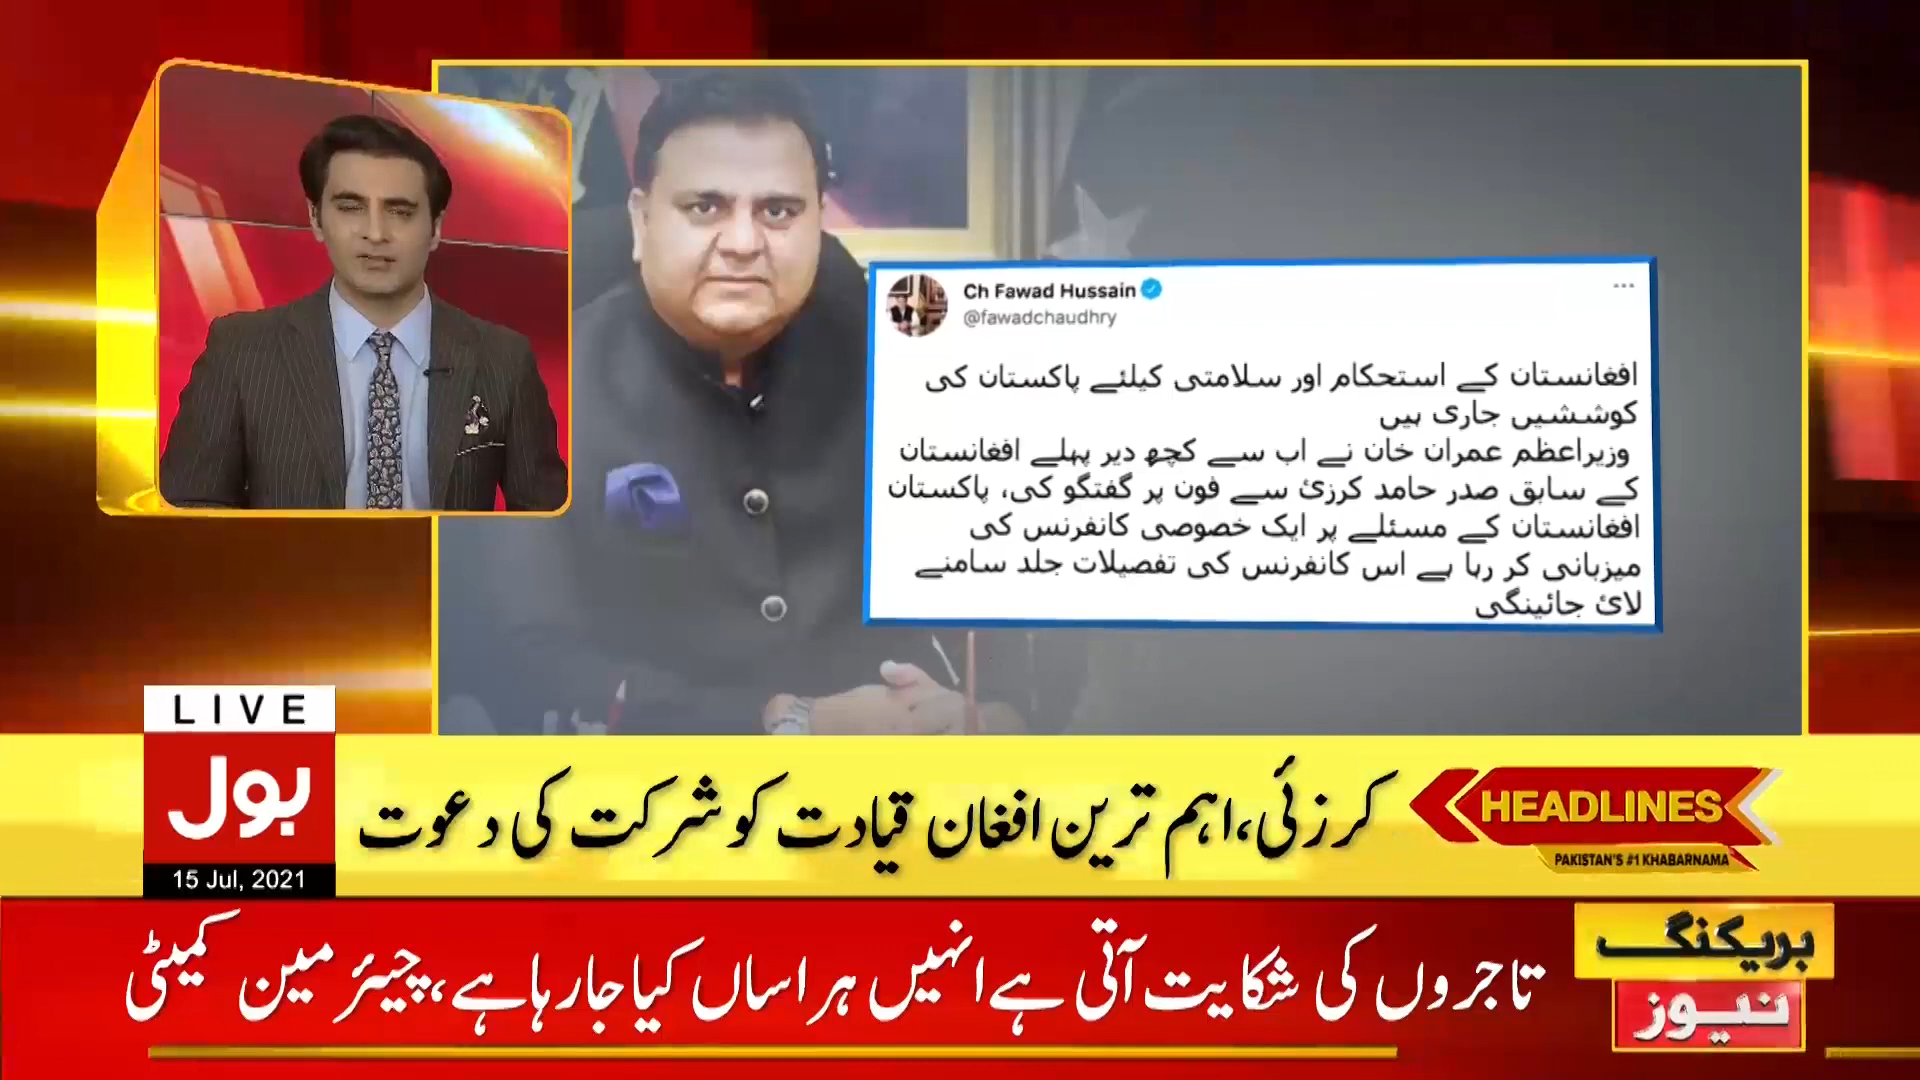 Ch Fawad Hussain
@fawadchaudhry
افغانستان کے استحکام اور سلامتی کیلئے پاکستان کی
کوششیں جاری ہیں
وزیراعظم عمران خان نے اب سے کچھ دیر پہلے افغانستان
کے سابق صدر حامد کرزئ سے فون پر گفتگو کی، پاکستان
افغانستان کے مسئلے پر ایک خصوصی کانفرنس کی
میزبانی کر رہا ہے اس کانفرنس کی تفصیلات جلد سامنے
لائ جائینگی
LIVE
بول
15 Jul, 2021
HEADLINES
PAKISTAN'S #1 KHABARNAMA
کرزئی، اہم ترین افغان قیادت کو شرکت کی دعوت
بریکنگ
نیوز
تاجروں کی شکایت آتی ہے انہیں ہراساں کیا جارہا ہے، چیئرمین کمیٹی